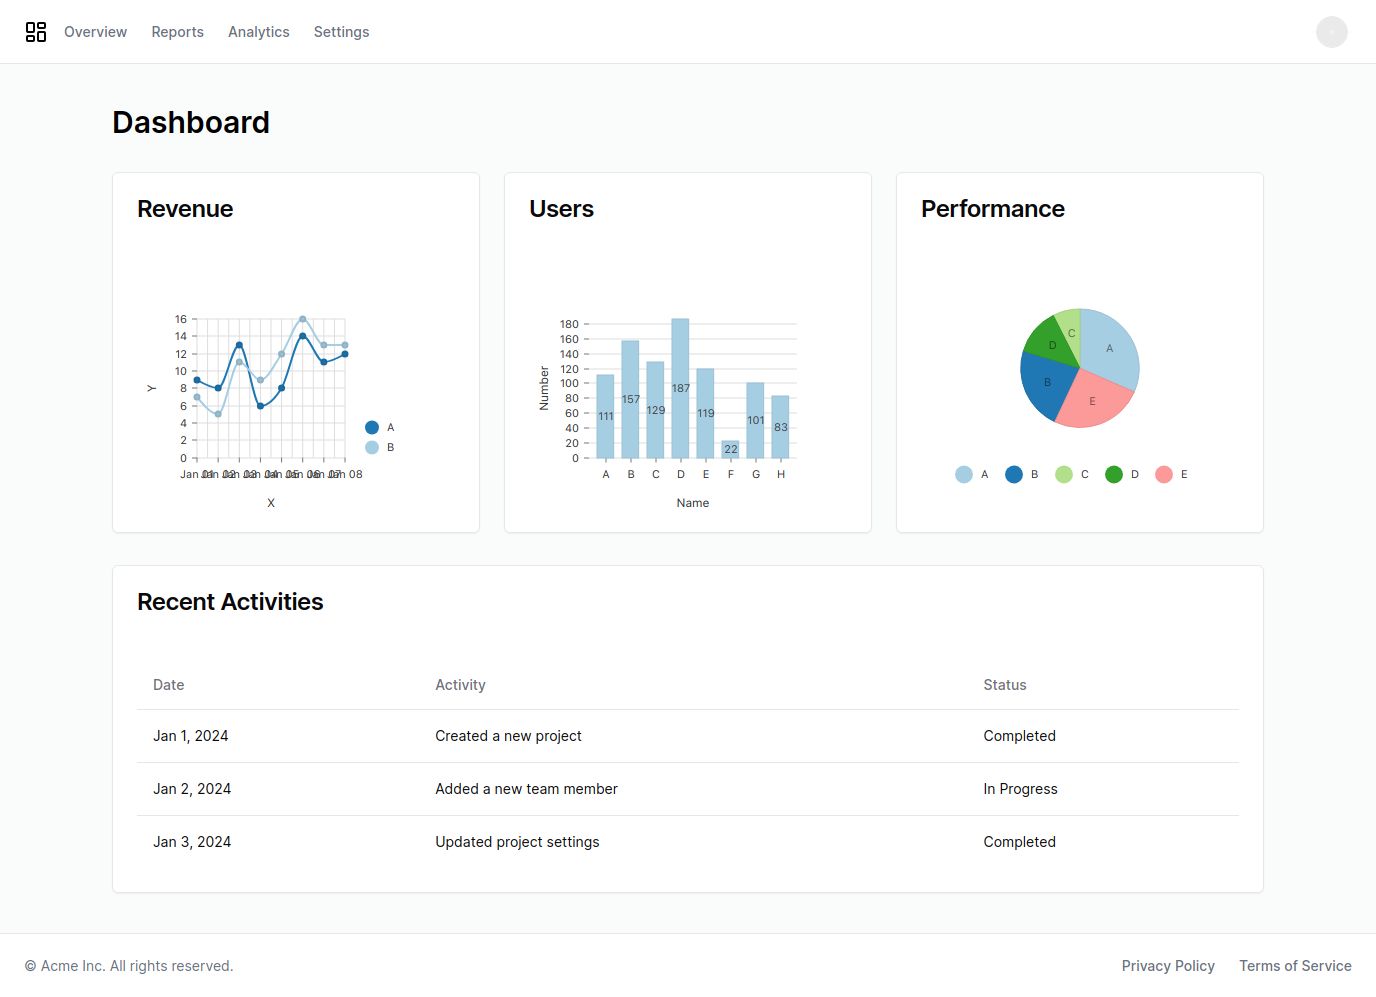 Overview Reports Analytics Settings
Dashboard
Revenue
16
14
12
10
8
6
4
2
0
Y
Jan 01 Jan 02 Jan 03 Jan 04 Jan 05 Jan 06 Jan 07 Jan 08
X
A
B
Users
180
160
140
120
100
80
60
40
20
0
Number
111 157 129 187 119 22 101 83
A B C D E F G H
Name
Performance
A
B
C
D
E
A B C D E
Recent Activities
Date Activity Status
Jan 1, 2024 Created a new project Completed
Jan 2, 2024 Added a new team member In Progress
Jan 3, 2024 Updated project settings Completed
© Acme Inc. All rights reserved. Privacy Policy Terms of Service